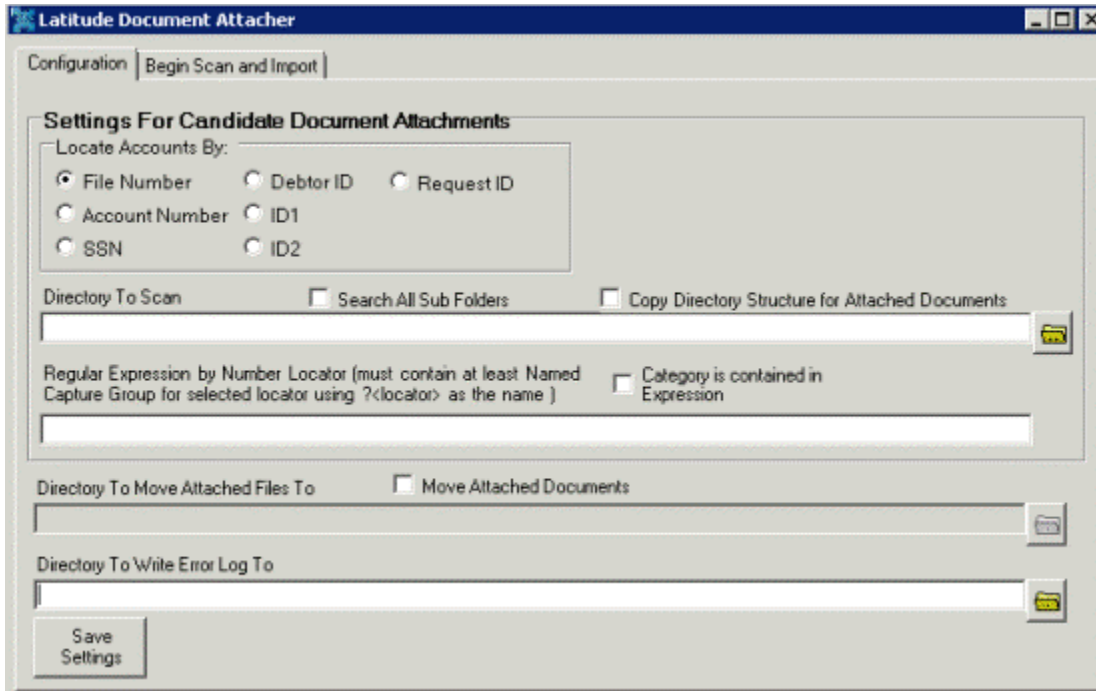 Latitude Document Attacher
Configuration
Begin Scan and Import
Settings For Candidate Document Attachments
Locate Accounts By:
File Number
Debtor ID
Request ID
Account Number
ID1
SSN
ID2
Directory To Scan
Search All Sub Folders
Copy Directory Structure for Attached Documents
Regular Expression by Number Locator (must contain at least Named
Capture Group for selected locator using ?<locator> as the name )
Category is contained in
Expression
Directory To Move Attached Files To
Move Attached Documents
Directory To Write Error Log To
Save
Settings